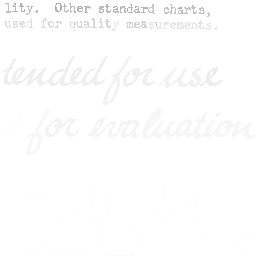 lity. Other standard charts,
used for quality measurements.
tended for use
for evaluation